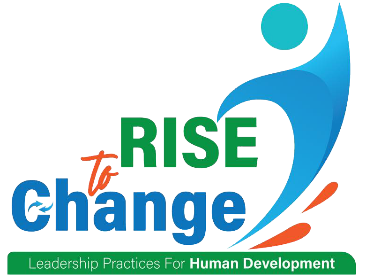 RISE
to
Change
Leadership Practices For Human Development